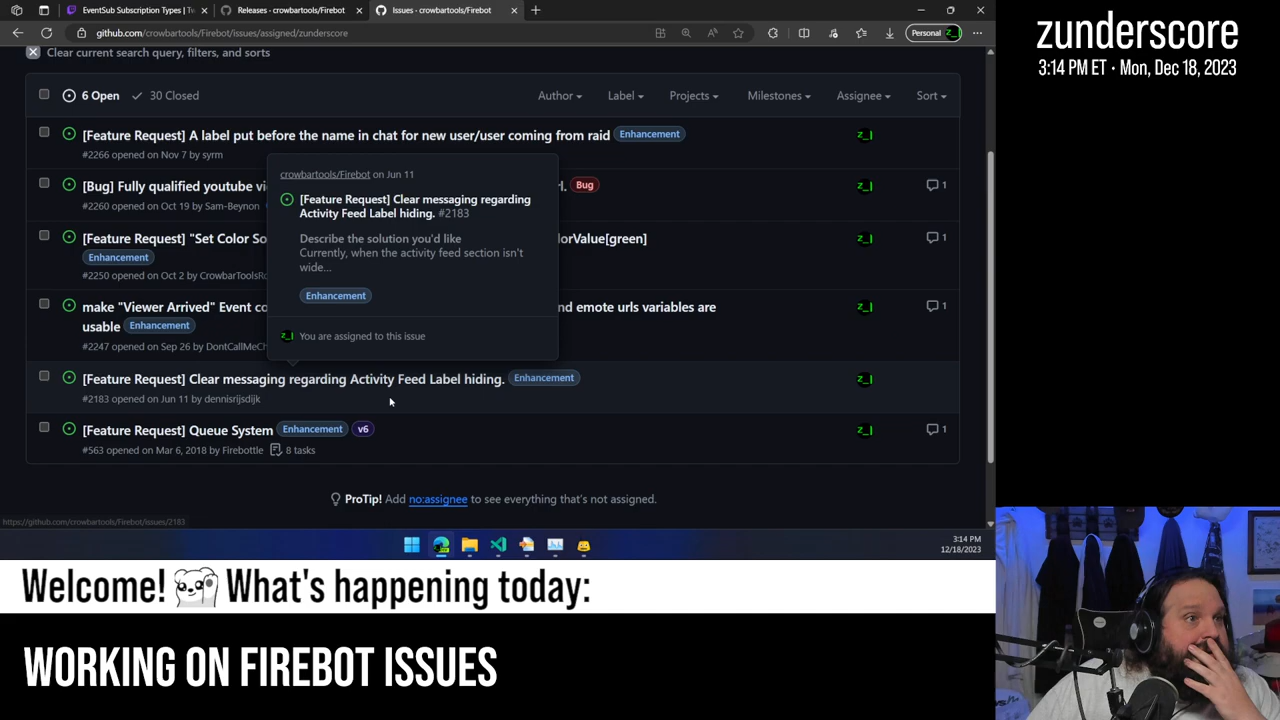 EventSub Subscription Types | Tw
Releases - crowbartools/Firebot
Issues - crowbartools/Firebot
github.com/crowbartools/Firebot/issues/assigned/zunderscore
Personal
Clear current search query, filters, and sorts
6 Open
30 Closed
Author
Label
Projects
Milestones
Assignee
Sort
[Feature Request] A label put before the name in chat for new user/user coming from raid Enhancement
#2266 opened on Nov 7 by syrm
crowbartools/Firebot on Jun 11
[Feature Request] Clear messaging regarding
Activity Feed Label hiding. #2183
Describe the solution you'd like
Currently, when the activity feed section isn't
wide...
Enhancement
You are assigned to this issue
[Bug] Fully qualified youtube vi
rl. Bug
1
#2260 opened on Oct 19 by Sam-Beynon
[Feature Request] "Set Color So
lorValue[green]
1
Enhancement
#2250 opened on Oct 2 by CrowbarToolsRo
make "Viewer Arrived" Event co
nd emote urls variables are
1
usable Enhancement
#2247 opened on Sep 26 by DontCallMeCh
[Feature Request] Clear messaging regarding Activity Feed Label hiding. Enhancement
#2183 opened on Jun 11 by dennisrijsdijk
[Feature Request] Queue System Enhancement v6
1
#563 opened on Mar 6, 2018 by Firebottle 8 tasks
ProTip! Add no:assignee to see everything that's not assigned.
https://github.com/crowbartools/Firebot/issues/2183
3:14 PM
12/18/2023
zunderscore
3:14 PM ET • Mon, Dec 18, 2023
Welcome! What's happening today:
WORKING ON FIREBOT ISSUES